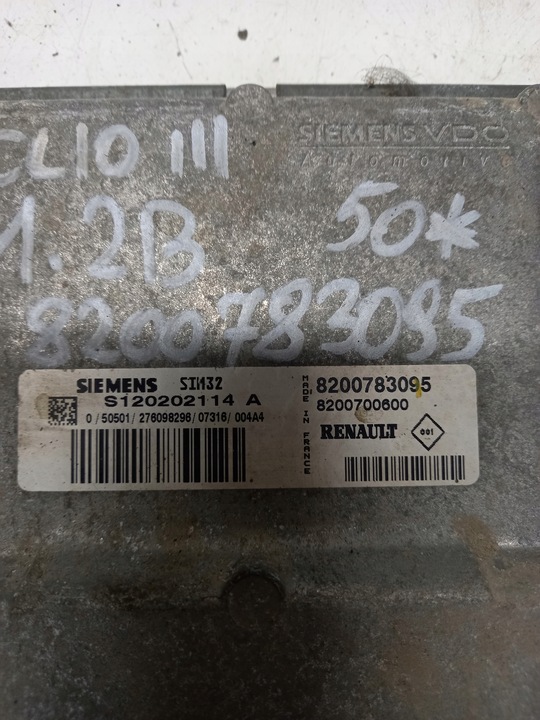 CLIO III
SIEMENS VDO
Automotive
1.2B
50*
8200783095
SIEMENS SIM32
S120202114 A
0/50501/276098296/07316/004A4
MADE IN FRANCE
8200783095
8200700600
RENAULT 001